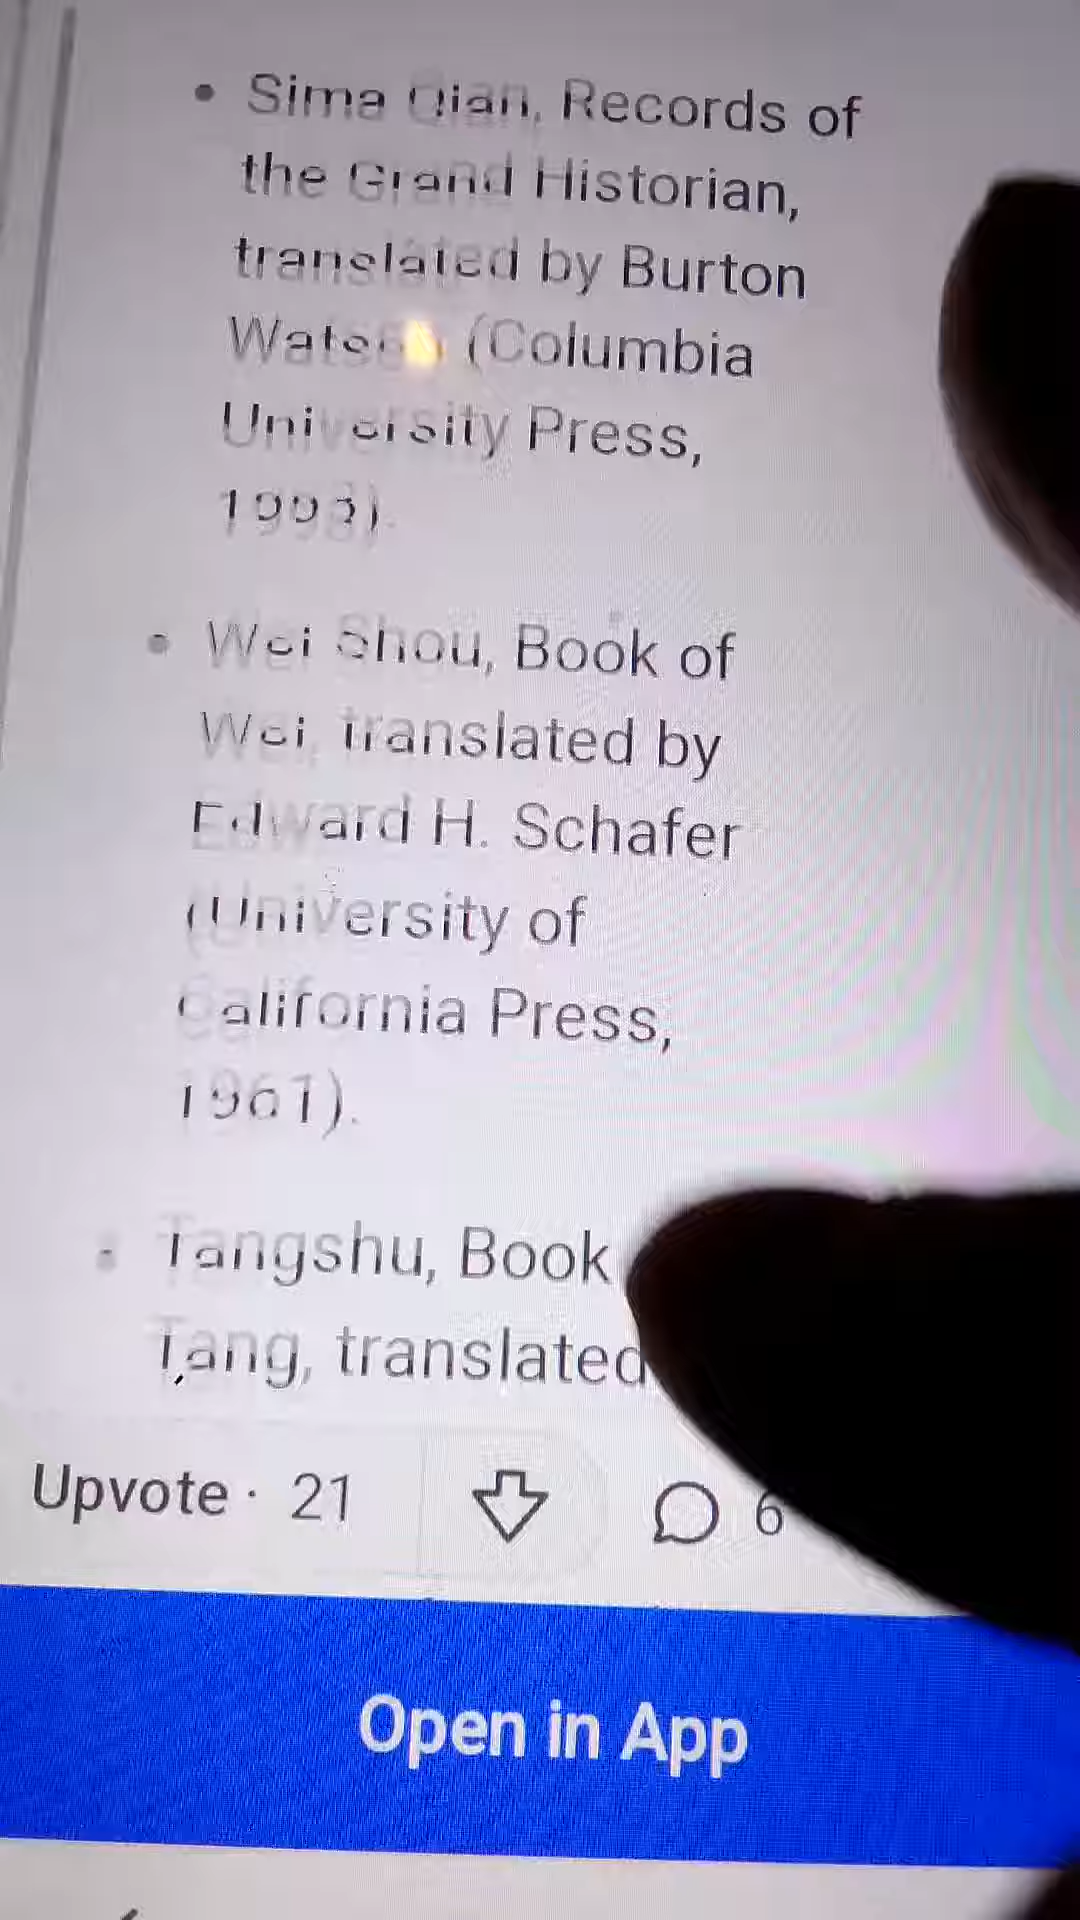 • Sima Qian, Records of
the Grand Historian,
translated by Burton
Watson (Columbia
University Press,
1993).
• Wei Shou, Book of
Wei, translated by
Edward H. Schafer
(University of
California Press,
1961).
• Tangshu, Book
Tang, translated
Upvote · 21 6
Open in App